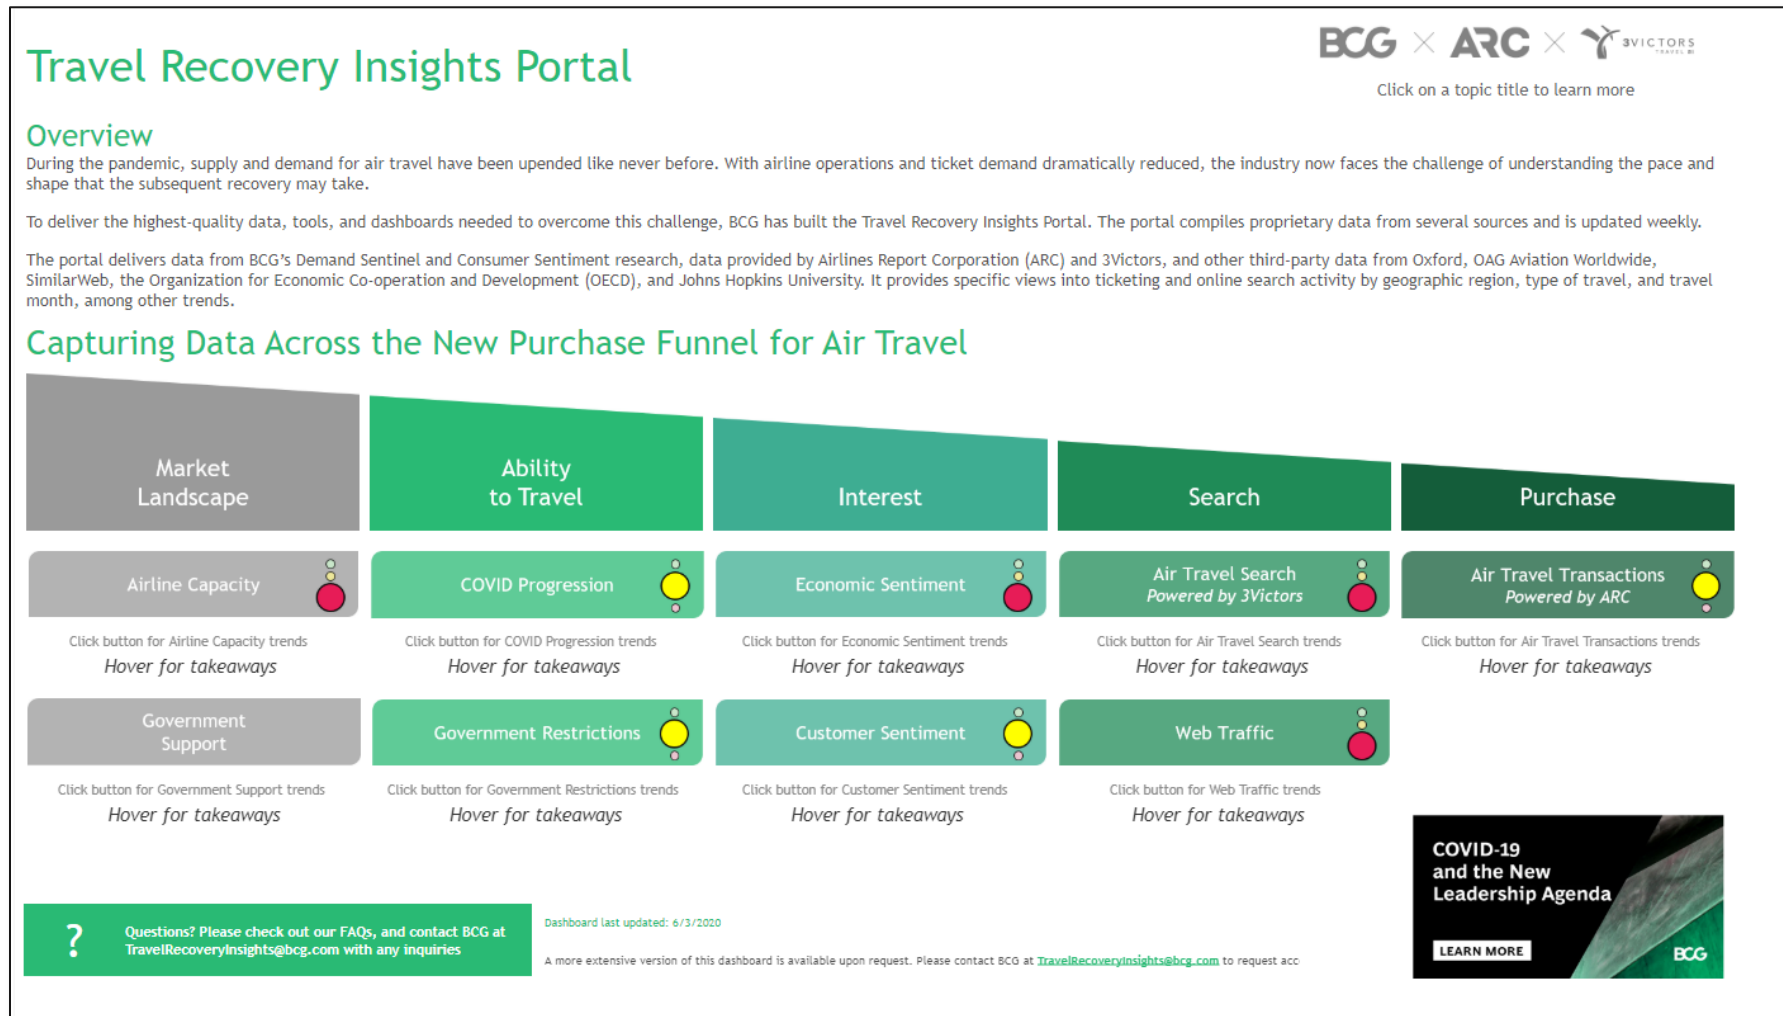 Travel Recovery Insights Portal
BCG × ARC × 3VICTORS
TRAVEL BI
Click on a topic title to learn more
Overview
During the pandemic, supply and demand for air travel have been upended like never before. With airline operations and ticket demand dramatically reduced, the industry now faces the challenge of understanding the pace and
shape that the subsequent recovery may take.
To deliver the highest-quality data, tools, and dashboards needed to overcome this challenge, BCG has built the Travel Recovery Insights Portal. The portal compiles proprietary data from several sources and is updated weekly.
The portal delivers data from BCG's Demand Sentinel and Consumer Sentiment research, data provided by Airlines Report Corporation (ARC) and 3Victors, and other third-party data from Oxford, OAG Aviation Worldwide,
SimilarWeb, the Organization for Economic Co-operation and Development (OECD), and Johns Hopkins University. It provides specific views into ticketing and online search activity by geographic region, type of travel, and travel
month, among other trends.
Capturing Data Across the New Purchase Funnel for Air Travel
Market
Landscape
Ability
to Travel
Interest
Search
Purchase
Airline Capacity
COVID Progression
Economic Sentiment
Air Travel Search
Powered by 3Victors
Air Travel Transactions
Powered by ARC
Click button for Airline Capacity trends
Hover for takeaways
Click button for COVID Progression trends
Hover for takeaways
Click button for Economic Sentiment trends
Hover for takeaways
Click button for Air Travel Search trends
Hover for takeaways
Click button for Air Travel Transactions trends
Hover for takeaways
Government
Support
Government Restrictions
Customer Sentiment
Web Traffic
Click button for Government Support trends
Hover for takeaways
Click button for Government Restrictions trends
Hover for takeaways
Click button for Customer Sentiment trends
Hover for takeaways
Click button for Web Traffic trends
Hover for takeaways
COVID-19
and the New
Leadership Agenda
LEARN MORE
BCG
?
Questions? Please check out our FAQs, and contact BCG at
TravelRecoveryInsights@bcg.com with any inquiries
Dashboard last updated: 6/3/2020
A more extensive version of this dashboard is available upon request. Please contact BCG at TravelRecoveryInsights@bcg.com to request acc